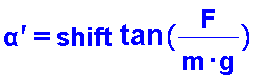 α' = shift tan(F/m·g)